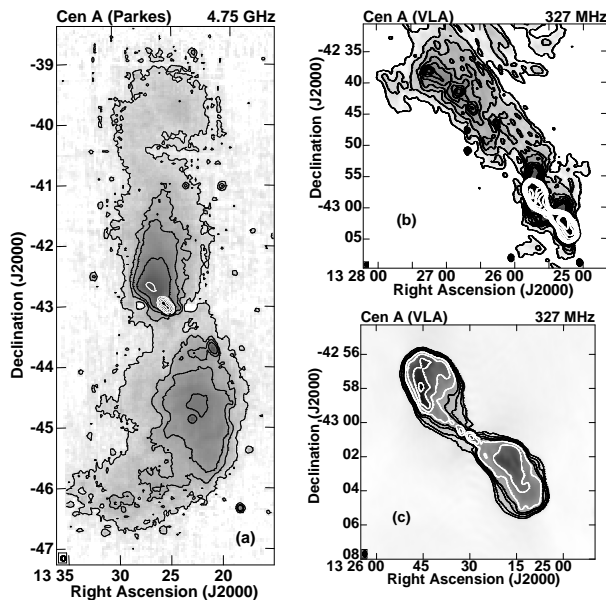 Cen A (Parkes) 4.75 GHz
-39
-40
-41
-42
-43
-44
-45
-46
-47
Declination (J2000)
(a)
13 35 30 25 20
Right Ascension (J2000)
Cen A (VLA) 327 MHz
-42 35
40
45
50
55
-43 00
05
Declination (J2000)
(b)
13 28 00 27 00 26 00 25 00
Right Ascension (J2000)
Cen A (VLA) 327 MHz
-42 56
58
-43 00
02
04
06
08
Declination (J2000)
(c)
13 26 00 45 30 15 00
Right Ascension (J2000)